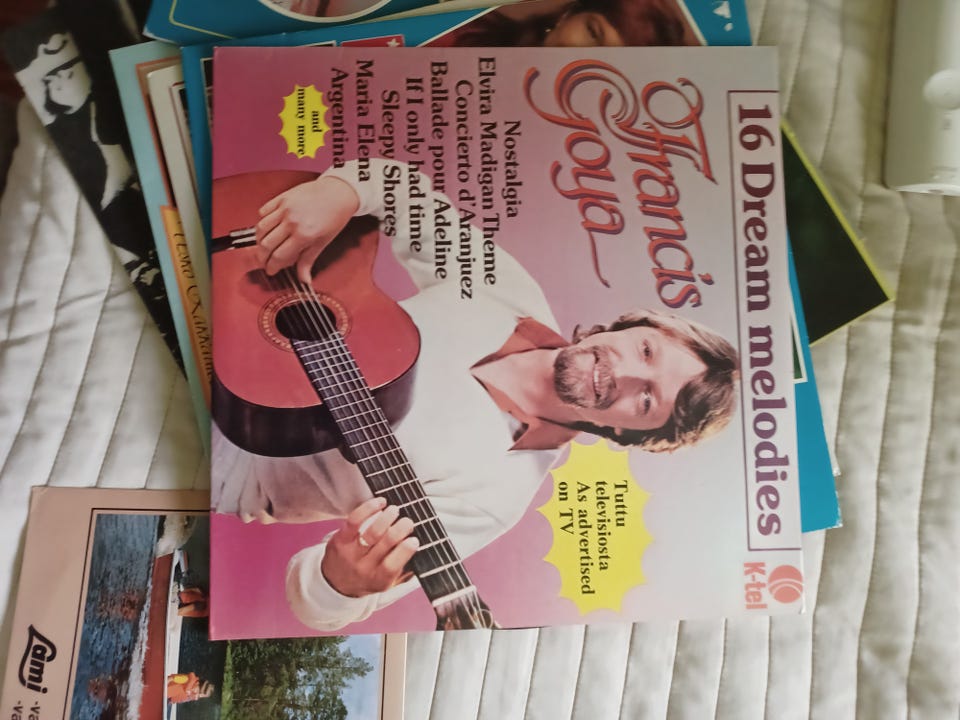 16 Dream melodies
K-tel
Francis
Goya
Nostalgia
Elvira Madigan Theme
Concierto d'Aranjuez
Ballade pour Adeline
If I only had time
Sleepy Shores
Maria Elena
Argentina
and
many more
Tuttu
televisiosta
As advertised
on TV
Lami